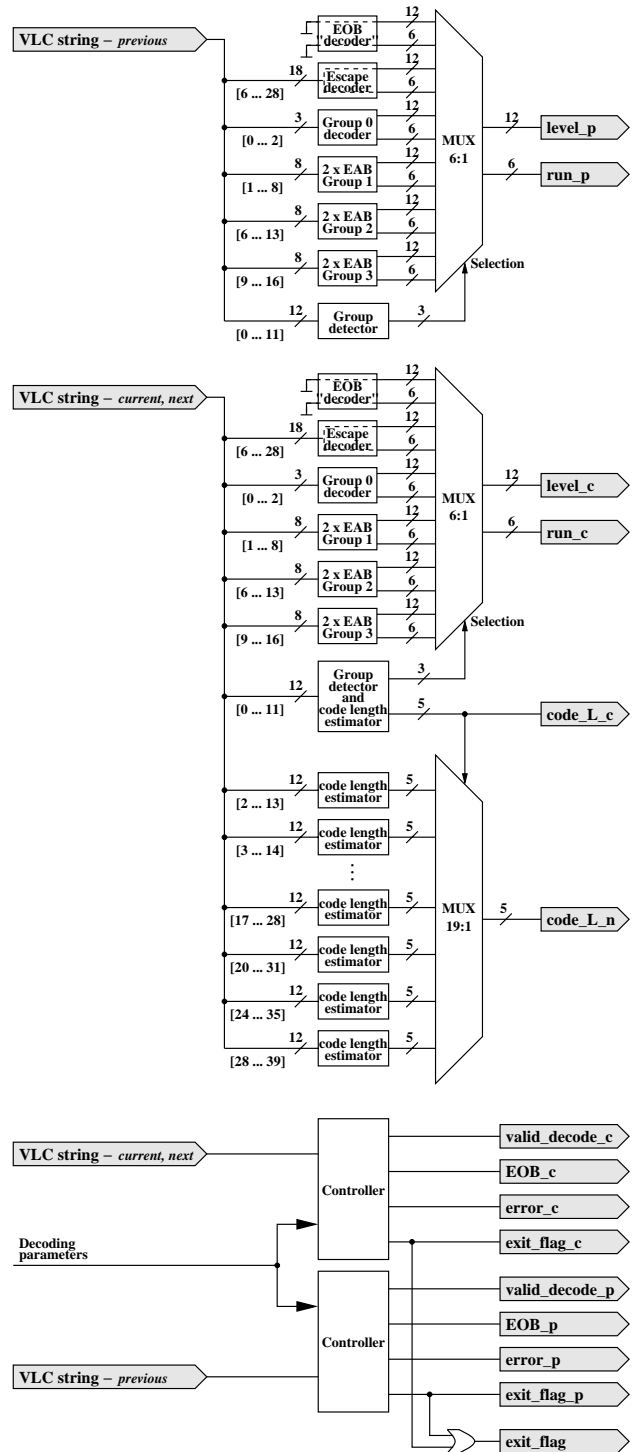 VLC string – previous
12
EOB
"decoder"
6
18
Escape
decoder
12
6
[6 ... 28]
3
Group 0
decoder
12
6
[0 ... 2]
8
2 x EAB
Group 1
12
6
[1 ... 8]
8
2 x EAB
Group 2
12
6
[6 ... 13]
8
2 x EAB
Group 3
12
6
[9 ... 16]
MUX
6:1
12
level_p
6
run_p
Selection
12
Group
detector
3
[0 ... 11]
VLC string – current, next
12
EOB
"decoder"
6
18
Escape
decoder
12
6
[6 ... 28]
3
Group 0
decoder
12
6
[0 ... 2]
8
2 x EAB
Group 1
12
6
[1 ... 8]
8
2 x EAB
Group 2
12
6
[6 ... 13]
8
2 x EAB
Group 3
12
6
[9 ... 16]
MUX
6:1
12
level_c
6
run_c
Selection
12
Group
detector
and
code length
estimator
3
5
[0 ... 11]
code_L_c
12
code length
estimator
5
[2 ... 13]
12
code length
estimator
5
[3 ... 14]
...
12
code length
estimator
5
[17 ... 28]
12
code length
estimator
5
[20 ... 31]
12
code length
estimator
5
[24 ... 35]
12
code length
estimator
5
[28 ... 39]
MUX
19:1
5
code_L_n
VLC string – current, next
Controller
valid_decode_c
EOB_c
error_c
exit_flag_c
Decoding
parameters
Controller
valid_decode_p
EOB_p
error_p
VLC string – previous
exit_flag_p
exit_flag